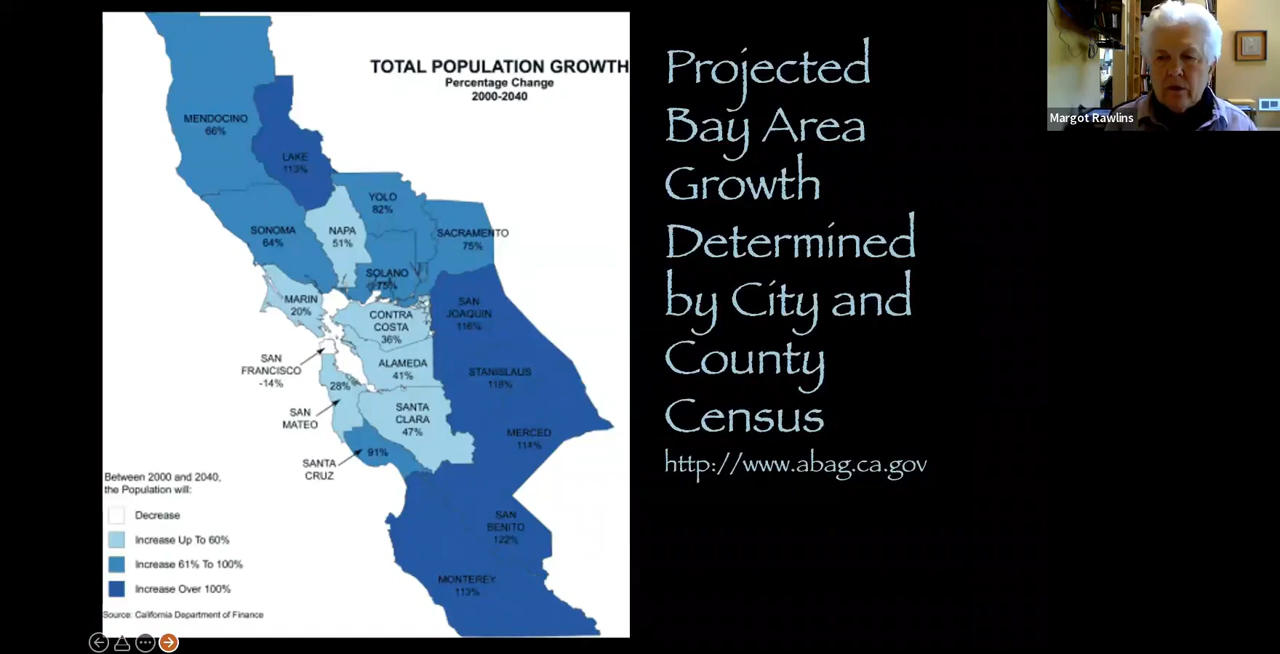 TOTAL POPULATION GROWTH
Percentage Change
2000-2040
MENDOCINO
66%
LAKE
113%
YOLO
82%
SONOMA
64%
NAPA
51%
SACRAMENTO
75%
SOLANO
75%
MARIN
20%
CONTRA
COSTA
36%
SAN
JOAQUIN
116%
SAN
FRANCISCO
-14%
ALAMEDA
41%
STANISLAUS
118%
28%
SAN
MATEO
SANTA
CLARA
47%
MERCED
114%
91%
SANTA
CRUZ
SAN
BENITO
122%
MONTEREY
113%
Between 2000 and 2040,
the Population will:
Decrease
Increase Up To 60%
Increase 61% To 100%
Increase Over 100%
Source: California Department of Finance
Projected
Bay Area
Growth
Determined
by City and
County
Census
http://www.abag.ca.gov
Margot Rawlins